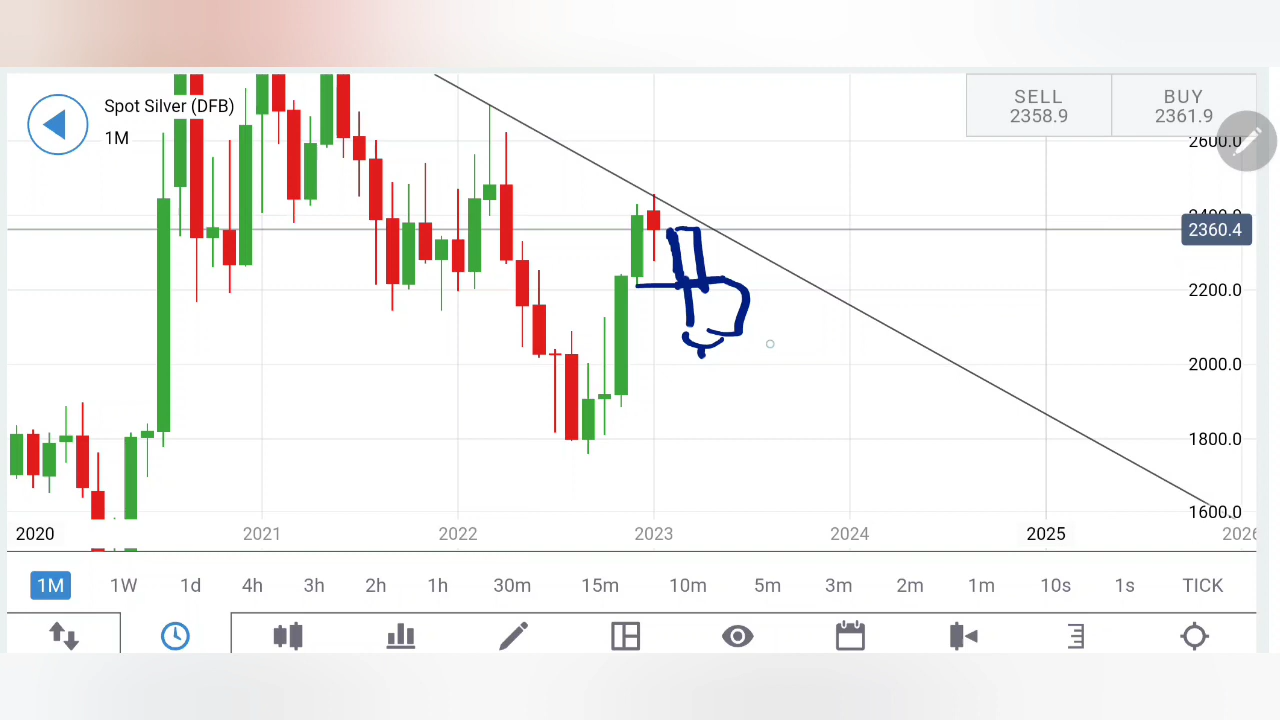 Spot Silver (DFB)
1M
SELL
2358.9
BUY
2361.9
2600.0
2400.0
2360.4
2200.0
2000.0
1800.0
1600.0
2020 2021 2022 2023 2024 2025 2026
1M 1W 1d 4h 3h 2h 1h 30m 15m 10m 5m 3m 2m 1m 10s 1s TICK